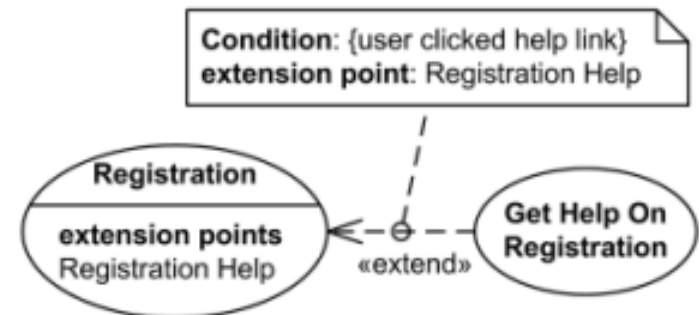 Condition: {user clicked help link}
extension point: Registration Help
Registration
extension points
Registration Help
«extend»
Get Help On
Registration